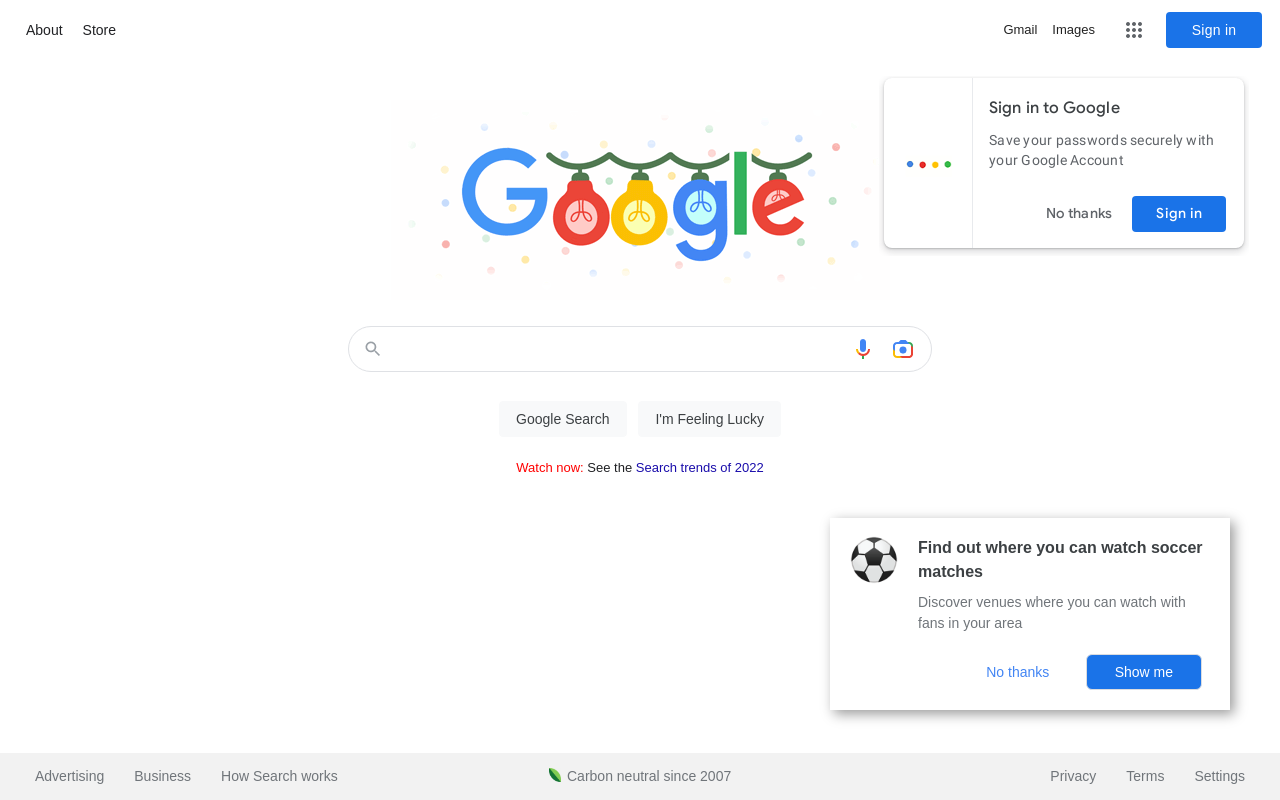 About Store
Gmail Images Sign in
Google
Sign in to Google
Save your passwords securely with
your Google Account
No thanks Sign in
Google Search I'm Feeling Lucky
Watch now: See the Search trends of 2022
Find out where you can watch soccer
matches
Discover venues where you can watch with
fans in your area
No thanks Show me
Advertising Business How Search works Carbon neutral since 2007 Privacy Terms Settings